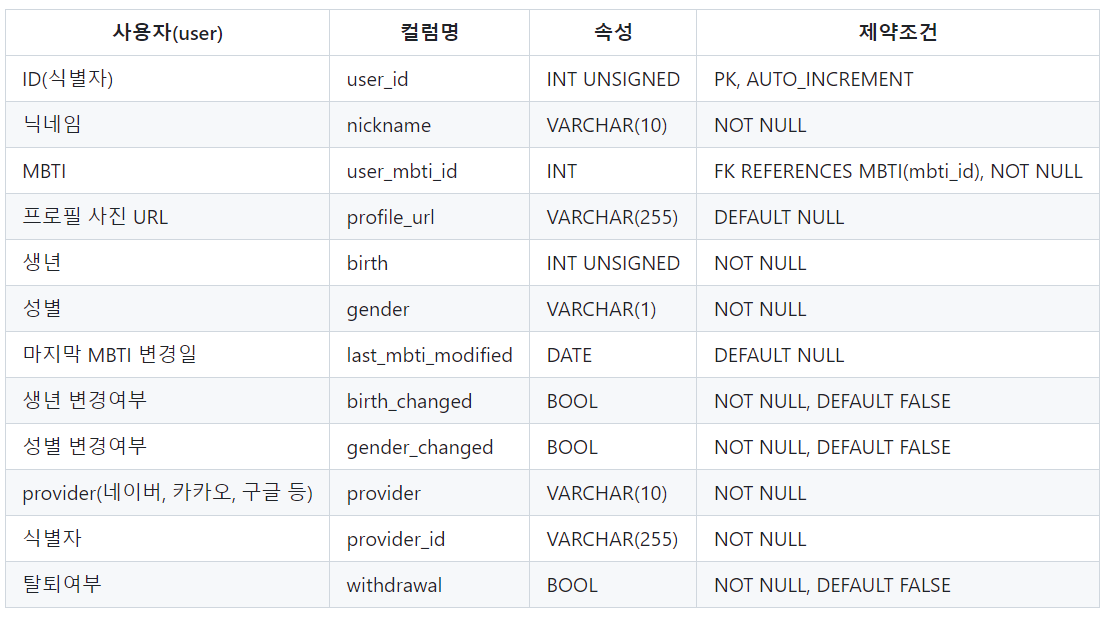 사용자(user) 컬럼명 속성 제약조건
ID(식별자) user_id INT UNSIGNED PK, AUTO_INCREMENT
닉네임 nickname VARCHAR(10) NOT NULL
MBTI user_mbti_id INT FK REFERENCES MBTI(mbti_id), NOT NULL
프로필 사진 URL profile_url VARCHAR(255) DEFAULT NULL
생년 birth INT UNSIGNED NOT NULL
성별 gender VARCHAR(1) NOT NULL
마지막 MBTI 변경일 last_mbti_modified DATE DEFAULT NULL
생년 변경여부 birth_changed BOOL NOT NULL, DEFAULT FALSE
성별 변경여부 gender_changed BOOL NOT NULL, DEFAULT FALSE
provider(네이버, 카카오, 구글 등) provider VARCHAR(10) NOT NULL
식별자 provider_id VARCHAR(255) NOT NULL
탈퇴여부 withdrawal BOOL NOT NULL, DEFAULT FALSE